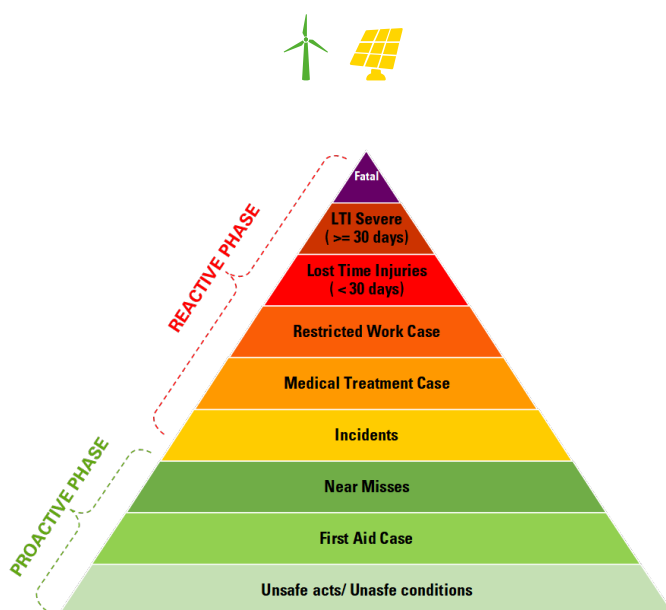 Fatal
LTI Severe
( >= 30 days)
Lost Time Injuries
( < 30 days)
Restricted Work Case
Medical Treatment Case
Incidents
Near Misses
First Aid Case
Unsafe acts/ Unasfe conditions
REACTIVE PHASE
PROACTIVE PHASE